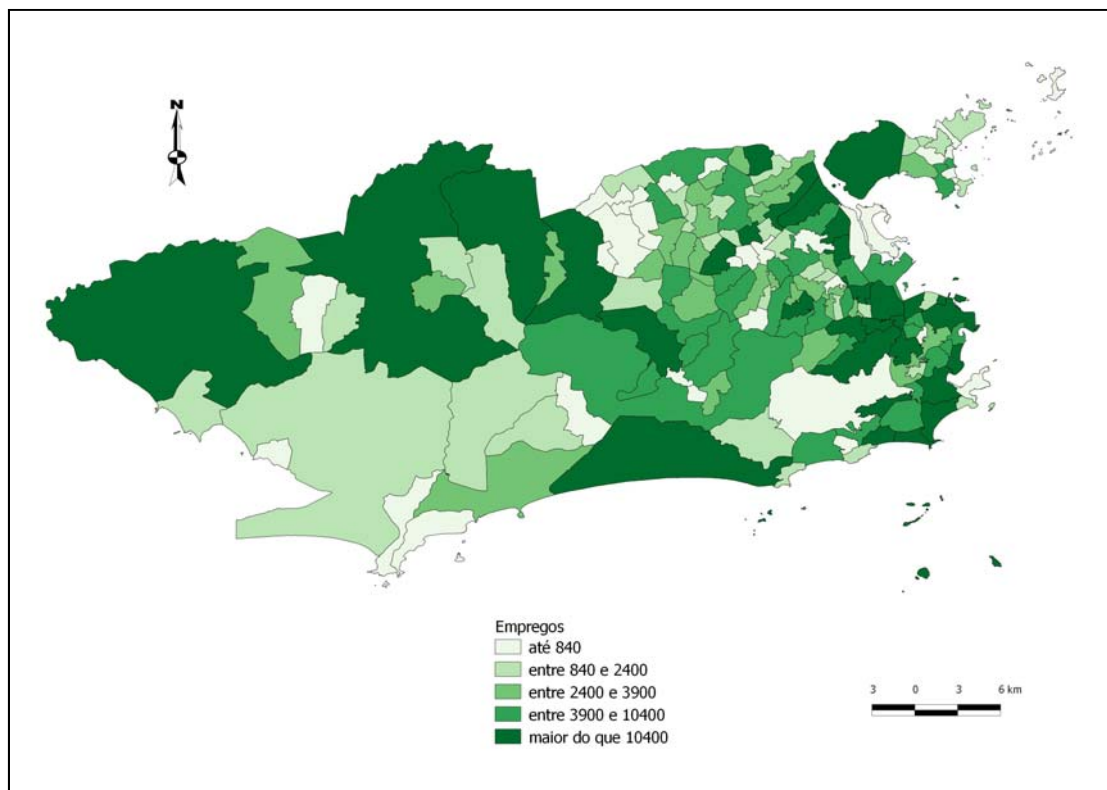 N
Empregos
até 840
entre 840 e 2400
entre 2400 e 3900
entre 3900 e 10400
maior do que 10400
3 0 3 6 km